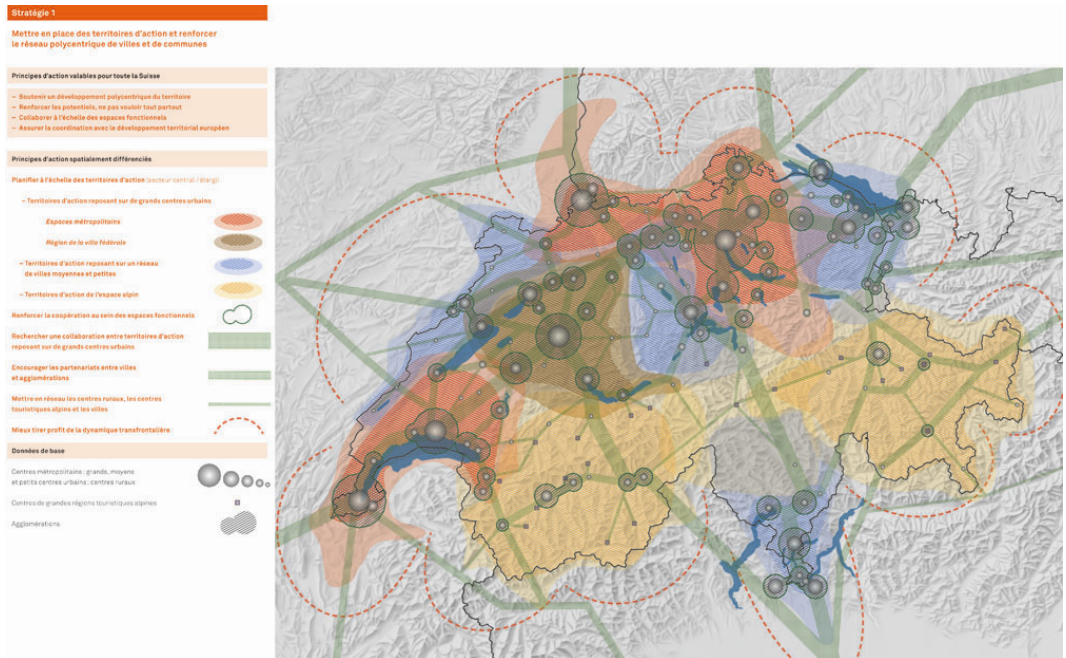 Stratégie 1
Mettre en place des territoires d'action et renforcer
le réseau polycentrique de villes et de communes
Principes d'action valables pour toute la Suisse
– Soutenir un développement polycentrique du territoire
– Renforcer les potentiels, ne pas vouloir tout partout
– Collaborer à l'échelle des espaces fonctionnels
– Assurer la coordination avec le développement territorial européen
Principes d'action spatialement différenciés
Planifier à l'échelle des territoires d'action (secteur central / élargi)
– Territoires d'action reposant sur de grands centres urbains
Espaces métropolitains
Région de la ville fédérale
– Territoires d'action reposant sur un réseau
de villes moyennes et petites
– Territoires d'action de l'espace alpin
Renforcer la coopération au sein des espaces fonctionnels
Rechercher une collaboration entre territoires d'action
reposant sur de grands centres urbains
Encourager les partenariats entre villes
et agglomérations
Mettre en réseau les centres ruraux, les centres
touristiques alpins et les villes
Mieux tirer profit de la dynamique transfrontalière
Données de base
Centres métropolitains : grands, moyens
et petits centres urbains : centres ruraux
Centres de grandes régions touristiques alpines
Agglomérations